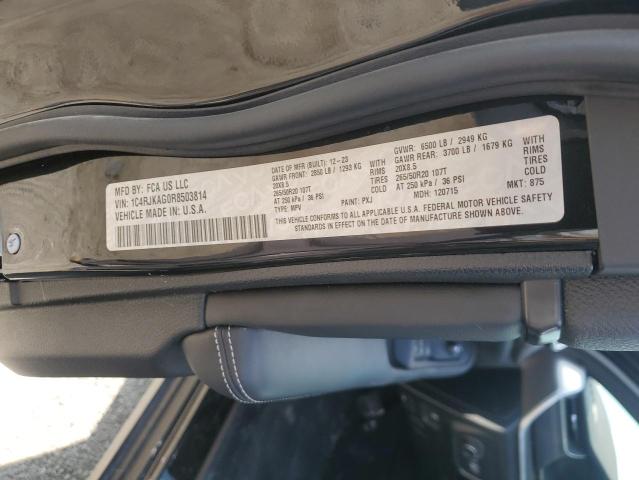 MFD BY: FCA US LLC
DATE OF MFR (BUILT): 12-23
GVWR: 6500 LB / 2949 KG
GAWR FRONT: 2850 LB / 1293 KG WITH
GAWR REAR: 3700 LB / 1679 KG WITH
20X8.5 RIMS
20X8.5 RIMS
265/50R20 107T TIRES
265/50R20 107T TIRES
AT 250 kPa / 36 PSI COLD
AT 250 kPa / 36 PSI COLD
VIN: 1C4RJKAG0R8503814
TYPE: MPV
PAINT: PXJ
MDH: 120715
MKT: 875
VEHICLE MADE IN U.S.A.
THIS VEHICLE CONFORMS TO ALL APPLICABLE U.S.A. FEDERAL MOTOR VEHICLE SAFETY
STANDARDS IN EFFECT ON THE DATE OF MANUFACTURE SHOWN ABOVE.